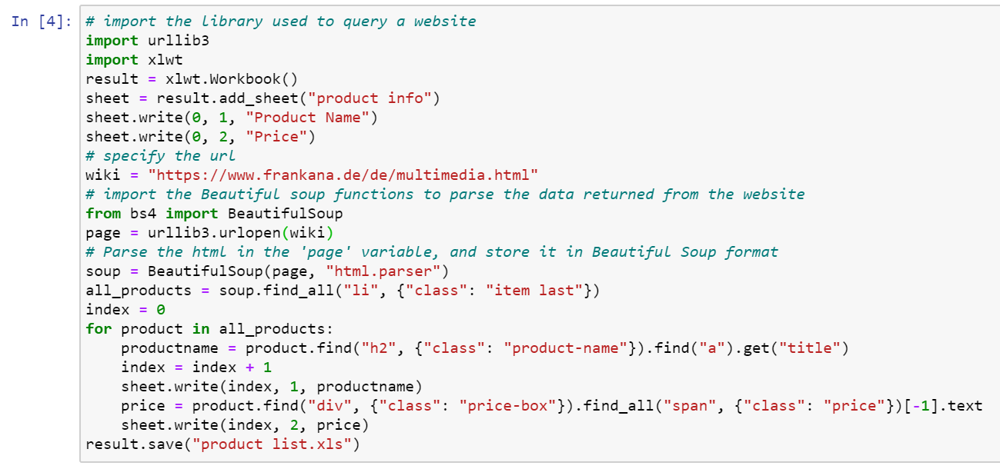 In [4]: # import the library used to query a website
import urllib3
import xlwt
result = xlwt.Workbook()
sheet = result.add_sheet("product info")
sheet.write(0, 1, "Product Name")
sheet.write(0, 2, "Price")
# specify the url
wiki = "https://www.frankana.de/de/multimedia.html"
# import the Beautiful soup functions to parse the data returned from the website
from bs4 import BeautifulSoup
page = urllib3.urlopen(wiki)
# Parse the html in the 'page' variable, and store it in Beautiful Soup format
soup = BeautifulSoup(page, "html.parser")
all_products = soup.find_all("li", {"class": "item last"})
index = 0
for product in all_products:
    productname = product.find("h2", {"class": "product-name"}).find("a").get("title")
    index = index + 1
    sheet.write(index, 1, productname)
    price = product.find("div", {"class": "price-box"}).find_all("span", {"class": "price"})[-1].text
    sheet.write(index, 2, price)
result.save("product list.xls")